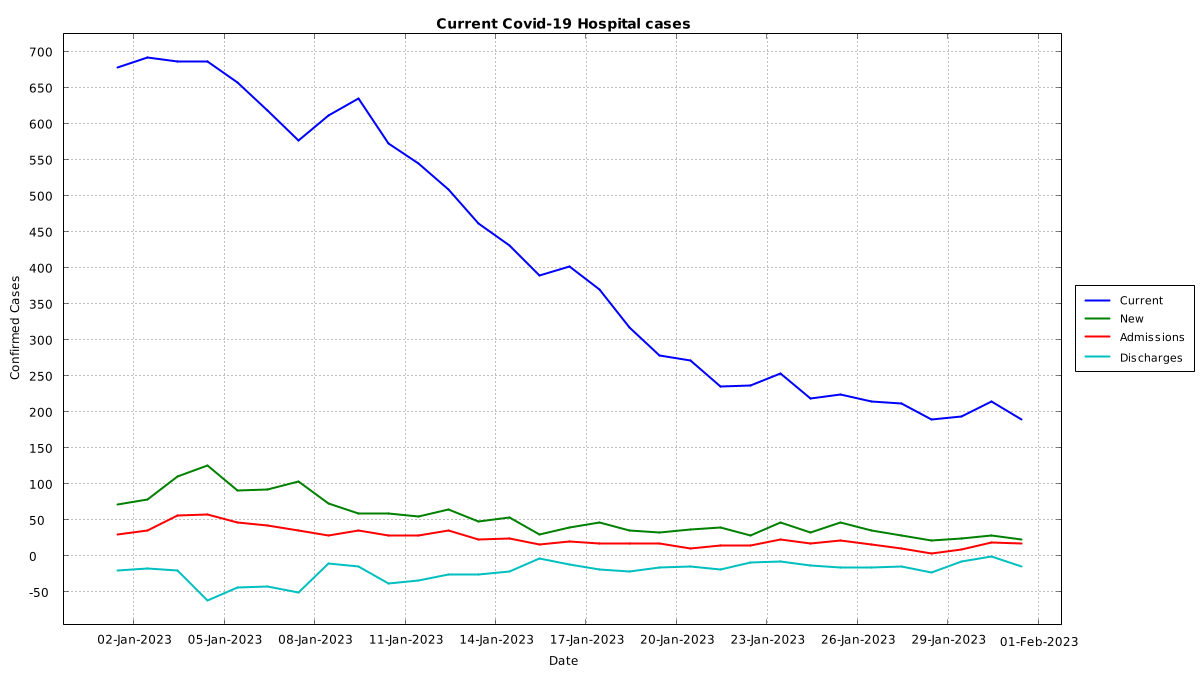 Current Covid-19 Hospital cases
700
650
600
550
500
450
400
350
300
250
200
150
100
50
0
-50
Confirmed Cases
02-Jan-2023 05-Jan-2023 08-Jan-2023 11-Jan-2023 14-Jan-2023 17-Jan-2023 20-Jan-2023 23-Jan-2023 26-Jan-2023 29-Jan-2023 01-Feb-2023
Date
Current
New
Admissions
Discharges